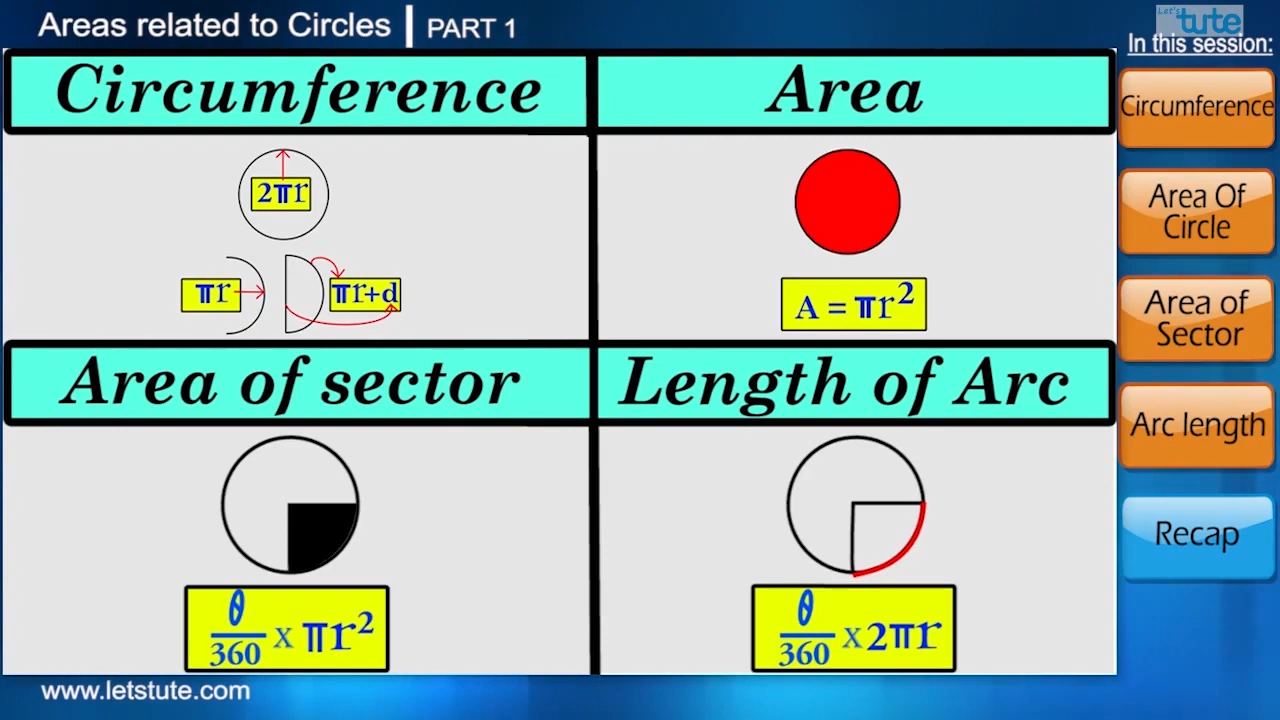 Areas related to Circles | PART 1
Let's
tute
In this session:
Circumference
Area
Circumference
2πr
πr
πr+d
A = πr²
Area Of
Circle
Area of
Sector
Area of sector
Length of Arc
Arc length
θ/360 x πr²
θ/360 x 2πr
Recap
www.letstute.com